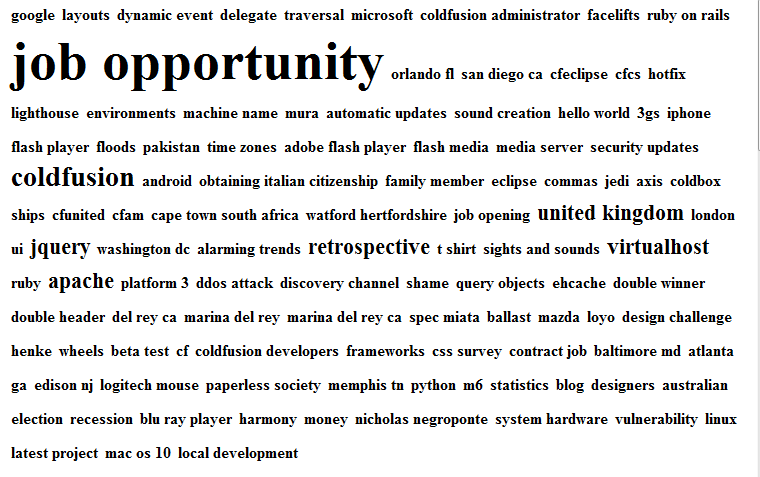 google layouts dynamic event delegate traversal microsoft coldfusion administrator facelifts ruby on rails
job opportunity orlando fl san diego ca cfeclipse cfcs hotfix
lighthouse environments machine name mura automatic updates sound creation hello world 3gs iphone
flash player floods pakistan time zones adobe flash player flash media media server security updates
coldfusion android obtaining italian citizenship family member eclipse commas jedi axis coldbox
ships cfunited cfam cape town south africa watford hertfordshire job opening united kingdom london
ui jquery washington dc alarming trends retrospective t shirt sights and sounds virtualhost
ruby apache platform 3 ddos attack discovery channel shame query objects ehcache double winner
double header del rey ca marina del rey marina del rey ca spec miata ballast mazda loyo design challenge
henke wheels beta test cf coldfusion developers frameworks css survey contract job baltimore md atlanta
ga edison nj logitech mouse paperless society memphis tn python m6 statistics blog designers australian
election recession blu ray player harmony money nicholas negroponte system hardware vulnerability linux
latest project mac os 10 local development